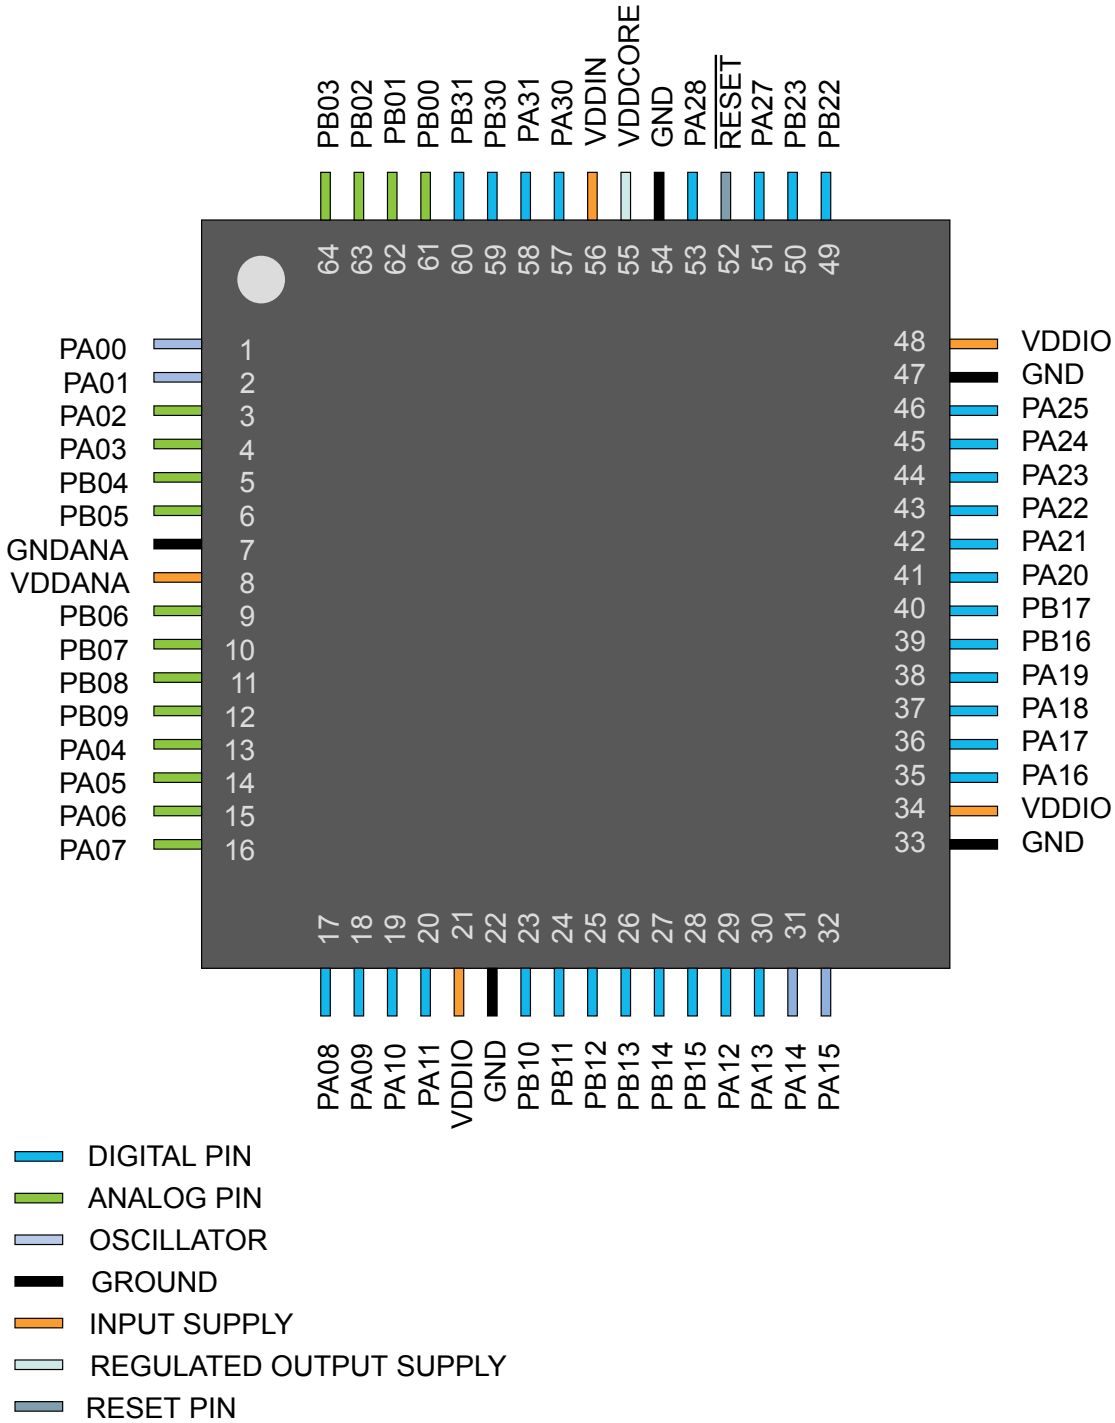 PB03
PB02
PB01
PB00
PB31
PB30
PA31
PA30
VDDIN
VDDCORE
GND
PA28
RESET
PA27
PB23
PB22
64
63
62
61
60
59
58
57
56
55
54
53
52
51
50
49
PA00 1
PA01 2
PA02 3
PA03 4
PB04 5
PB05 6
GNDANA 7
VDDANA 8
PB06 9
PB07 10
PB08 11
PB09 12
PA04 13
PA05 14
PA06 15
PA07 16
48 VDDIO
47 GND
46 PA25
45 PA24
44 PA23
43 PA22
42 PA21
41 PA20
40 PB17
39 PB16
38 PA19
37 PA18
36 PA17
35 PA16
34 VDDIO
33 GND
17
18
19
20
21
22
23
24
25
26
27
28
29
30
31
32
PA08
PA09
PA10
PA11
VDDIO
GND
PB10
PB11
PB12
PB13
PB14
PB15
PA12
PA13
PA14
PA15
DIGITAL PIN
ANALOG PIN
OSCILLATOR
GROUND
INPUT SUPPLY
REGULATED OUTPUT SUPPLY
RESET PIN